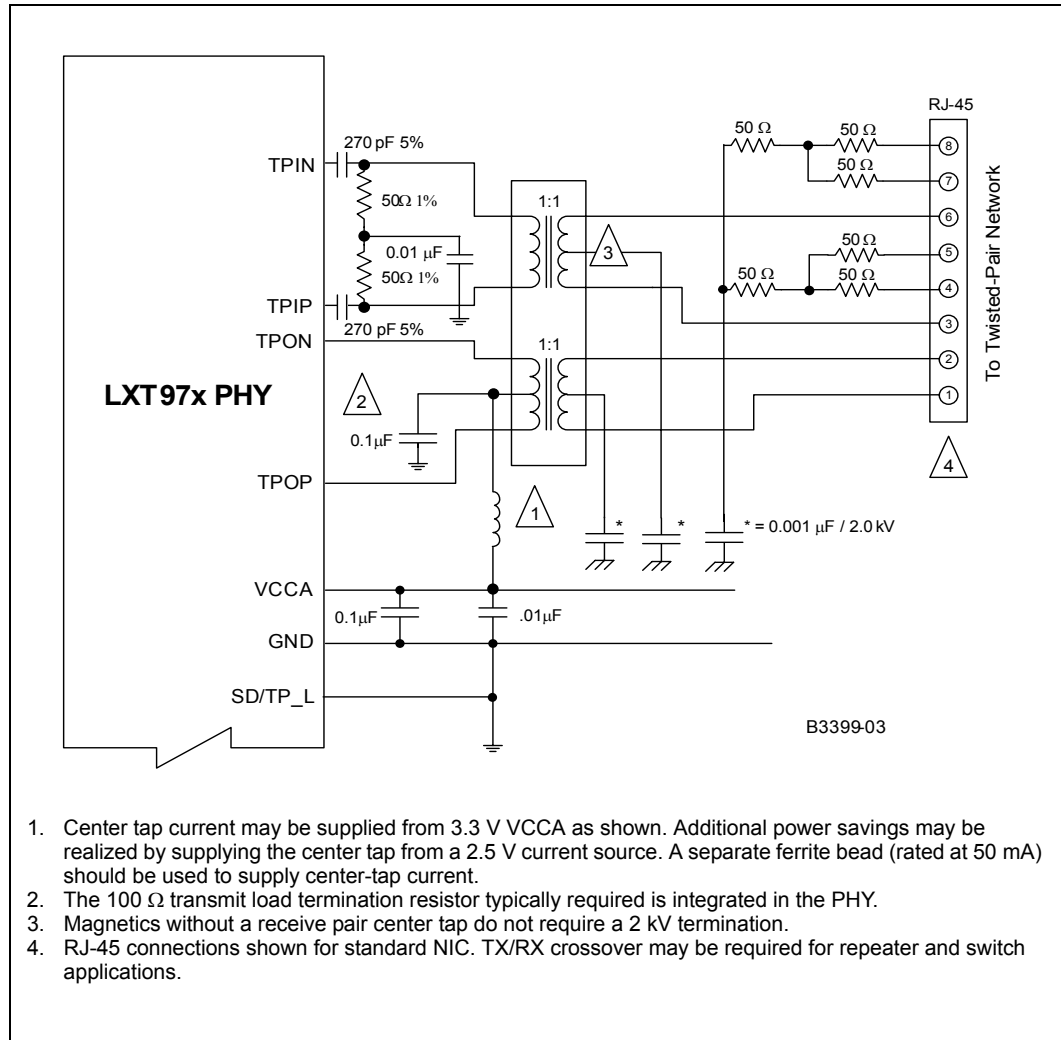 RJ-45
50 Ω
50 Ω
8
270 pF 5%
TPIN
50 Ω
7
1:1
6
50Ω 1%
3
50 Ω
5
0.01 µF
50 Ω
50 Ω
4
50Ω 1%
TPIP
270 pF 5%
3
TPON
1:1
2
To Twisted-Pair Network
LXT97x PHY
2
1
0.1µF
4
TPOP
1
*
*
* = 0.001 µF / 2.0 kV
VCCA
0.1µF
.01µF
GND
SD/TP_L
B3399-03
1. Center tap current may be supplied from 3.3 V VCCA as shown. Additional power savings may be
realized by supplying the center tap from a 2.5 V current source. A separate ferrite bead (rated at 50 mA)
should be used to supply center-tap current.
2. The 100 Ω transmit load termination resistor typically required is integrated in the PHY.
3. Magnetics without a receive pair center tap do not require a 2 kV termination.
4. RJ-45 connections shown for standard NIC. TX/RX crossover may be required for repeater and switch
applications.